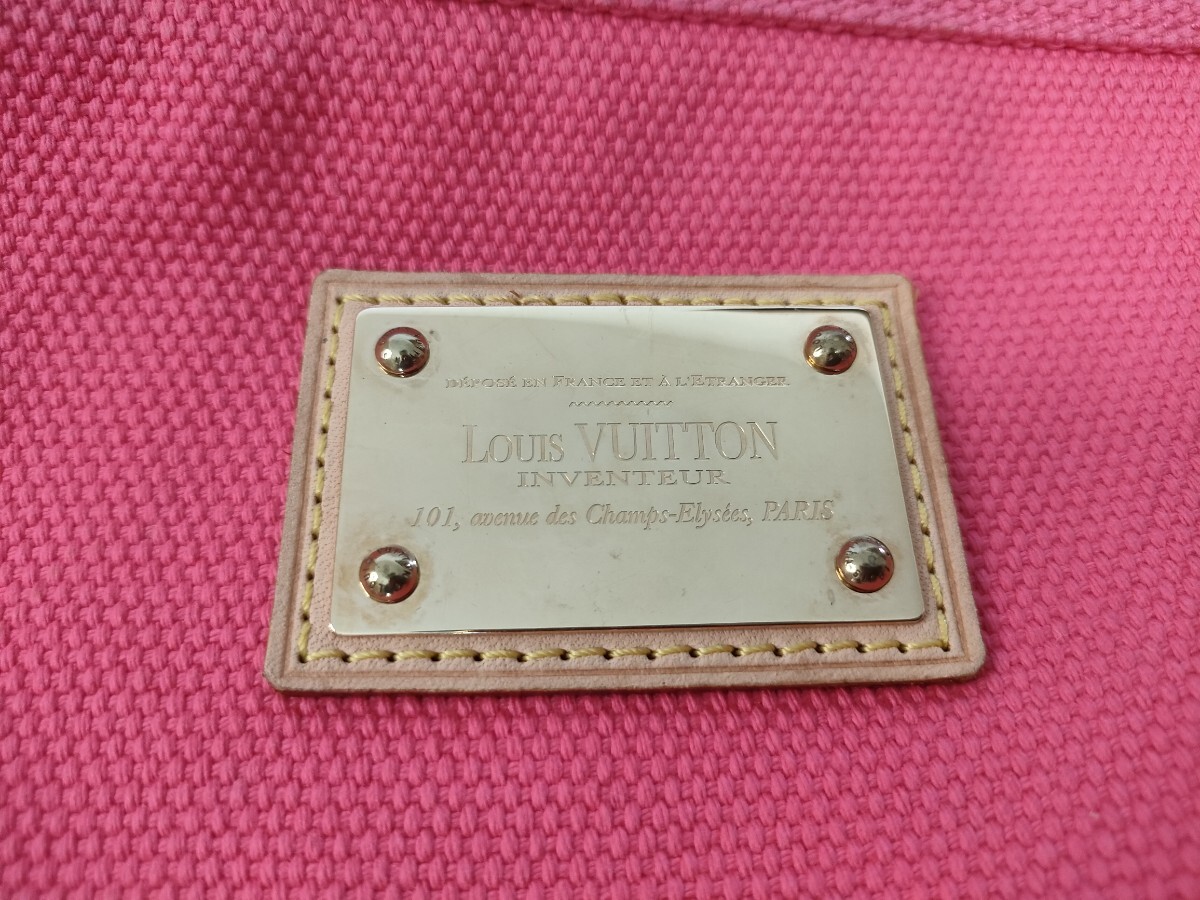 DÉPOSÉ EN FRANCE ET À L'ETRANGER
LOUIS VUITTON
INVENTEUR
101, avenue des Champs-Elysées, PARIS